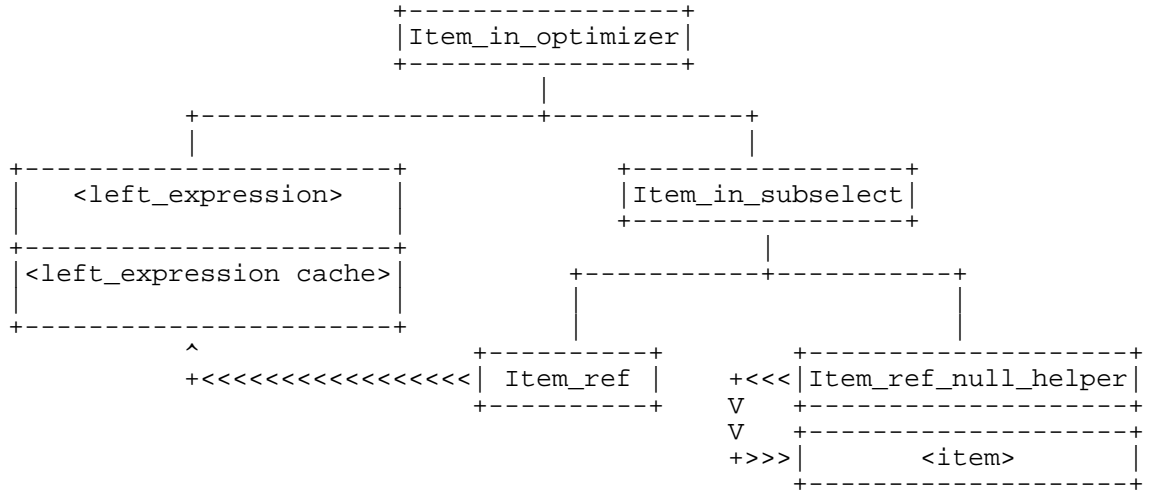 Item_in_optimizer
<left_expression>
Item_in_subselect
<left_expression cache>
Item_ref
Item_ref_null_helper
<item>